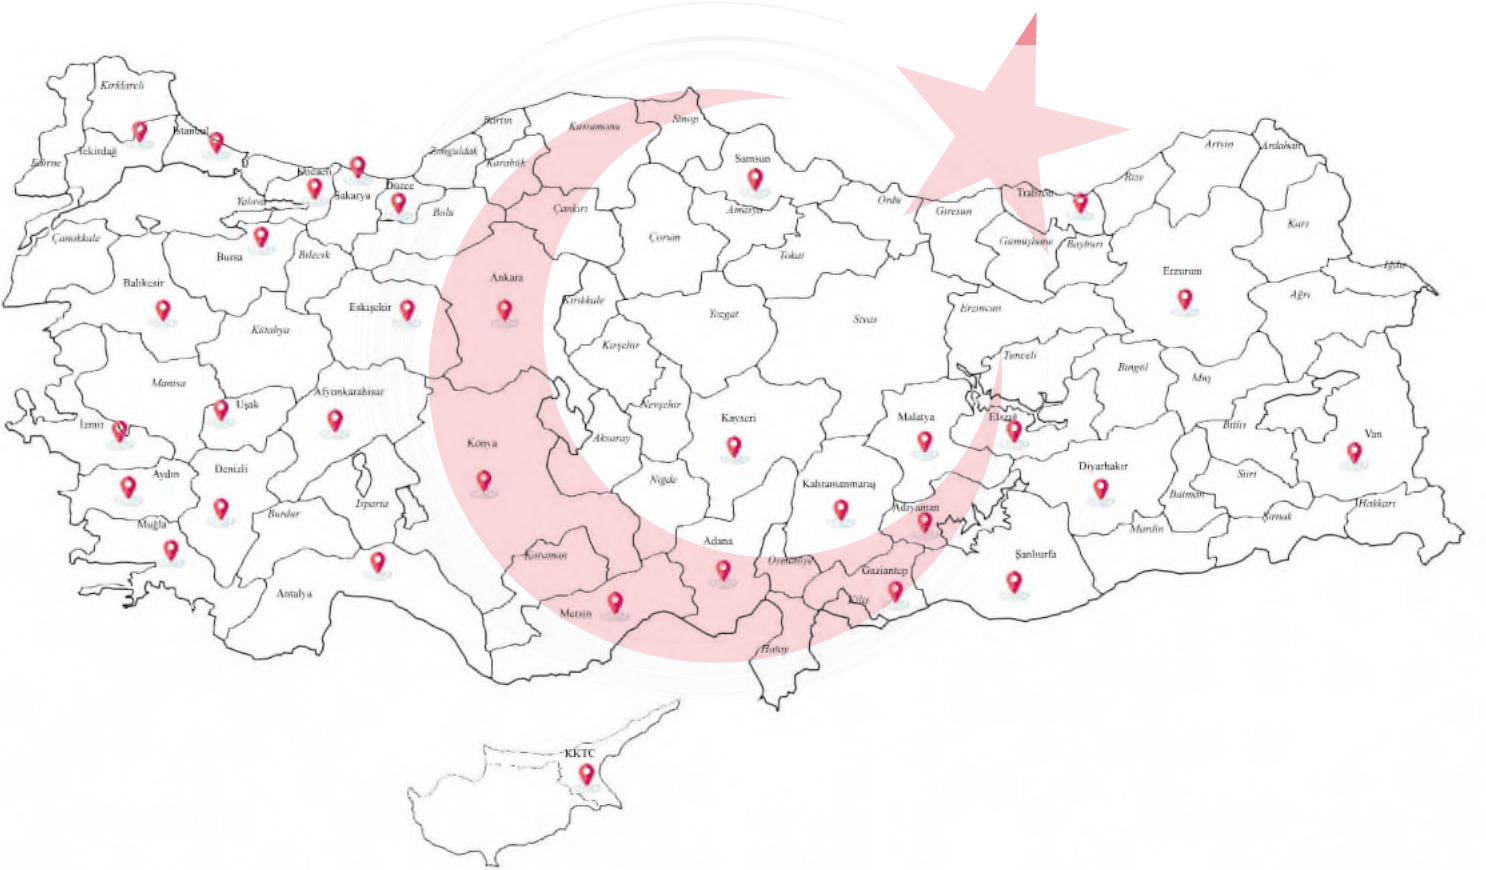 Kırklareli
Edirne
Tekirdağ
İstanbul
Kocaeli
Yalova
Sakarya
Düzce
Bolu
Zonguldak
Bartın
Karabük
Kastamonu
Sinop
Çankırı
Samsun
Amasya
Çorum
Tokat
Ordu
Giresun
Trabzon
Gümüşhane
Bayburt
Rize
Artvin
Ardahan
Kars
Iğdır
Çanakkale
Balıkesir
Bursa
Bilecik
Kütahya
Eskişehir
Ankara
Kırıkkale
Kırşehir
Yozgat
Sivas
Erzincan
Erzurum
Ağrı
Tunceli
Bingöl
Muş
Manisa
Uşak
Afyonkarahisar
İzmir
Aydın
Denizli
Muğla
Burdur
Isparta
Antalya
Konya
Aksaray
Nevşehir
Niğde
Kayseri
Malatya
Elazığ
Diyarbakır
Bitlis
Siirt
Batman
Van
Hakkari
Şırnak
Mardin
Kahramanmaraş
Adıyaman
Şanlıurfa
Gaziantep
Kilis
Osmaniye
Adana
Hatay
Karaman
Mersin
KKTC